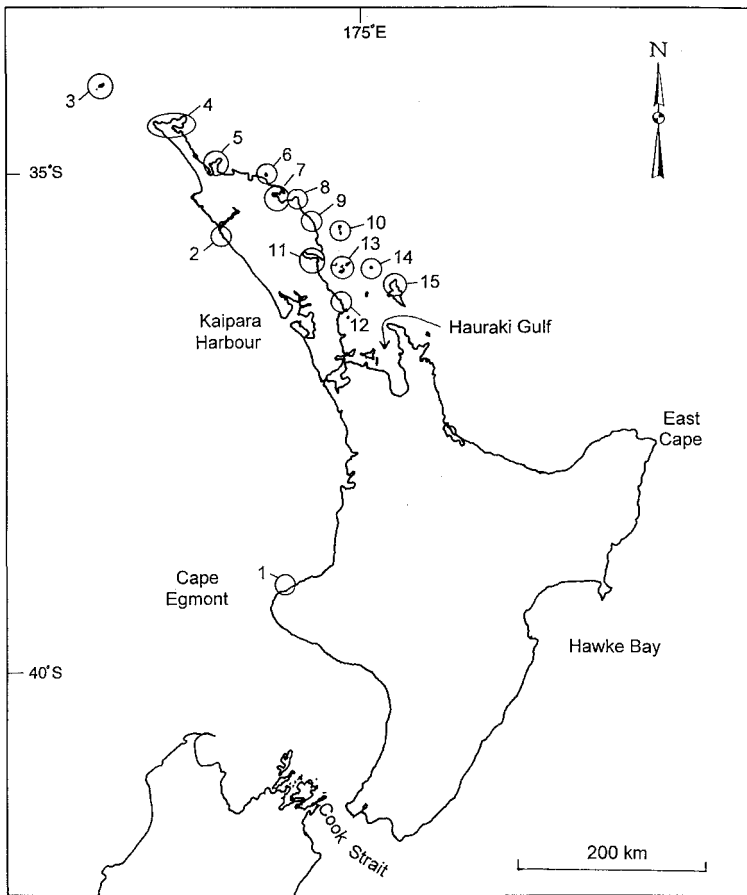 175°E
N
3
4
5
6
7
35°S
8
9
10
2
11
13
14
15
12
Kaipara
Harbour
Hauraki Gulf
East
Cape
1
Cape
Egmont
Hawke Bay
40°S
Cook Strait
200 km